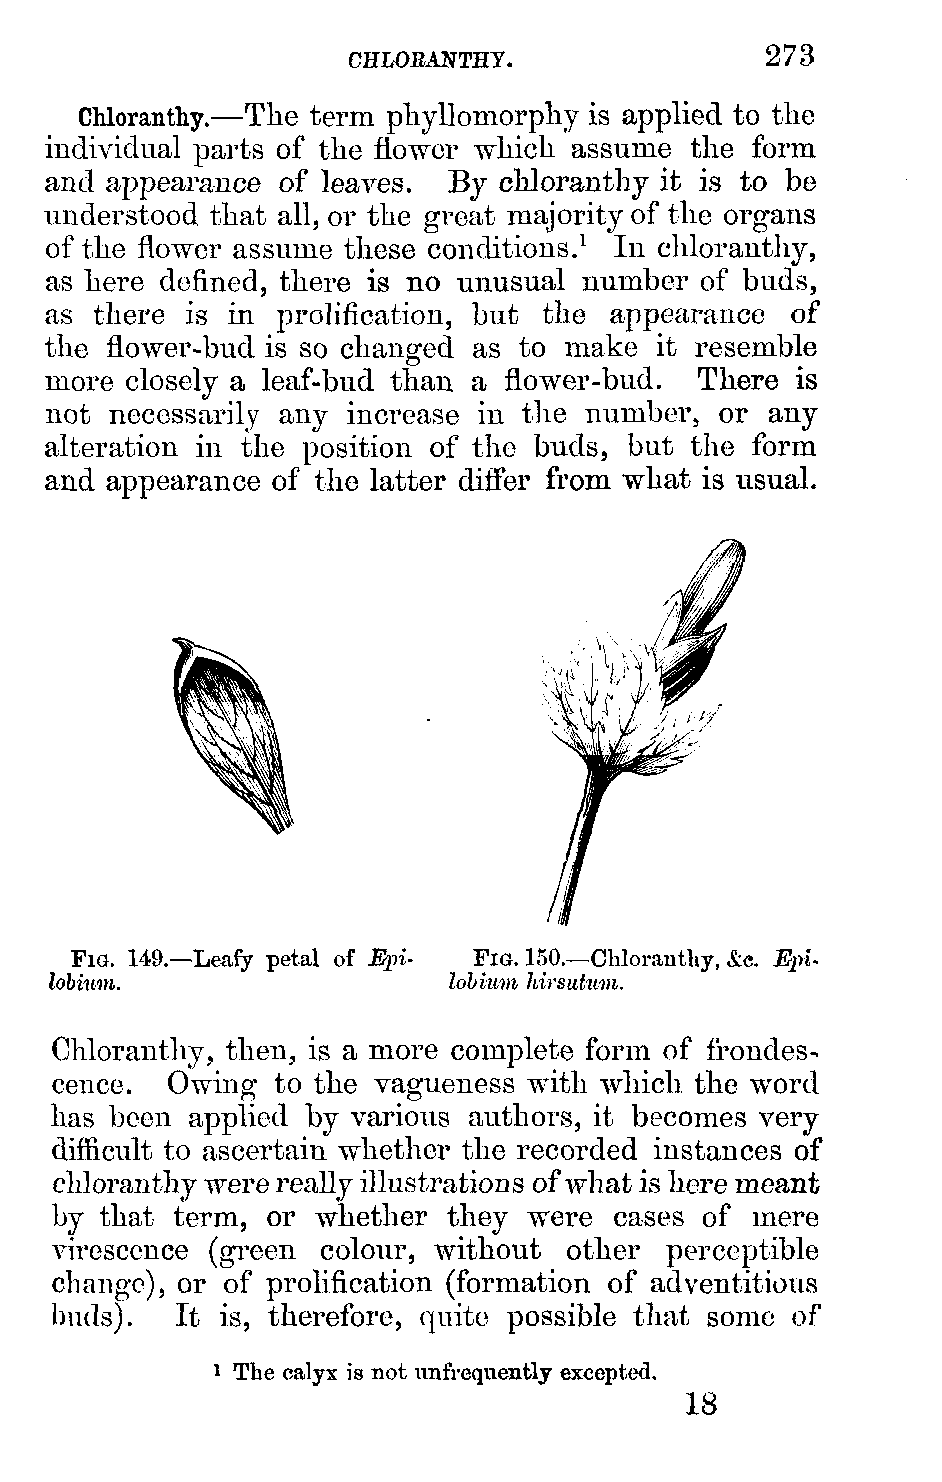 CHLORANTHY. 273
Chloranthy.—The term phyllomorphy is applied to the
individual parts of the flower which assume the form
and appearance of leaves. By chloranthy it is to be
understood that all, or the great majority of the organs
of the flower assume these conditions.¹ In chloranthy,
as here defined, there is no unusual number of buds,
as there is in prolification, but the appearance of
the flower-bud is so changed as to make it resemble
more closely a leaf-bud than a flower-bud. There is
not necessarily any increase in the number, or any
alteration in the position of the buds, but the form
and appearance of the latter differ from what is usual.
FIG. 149.—Leafy petal of Epi-
lobium.
FIG. 150.—Chloranthy, &c. Epi-
lobium hirsutum.
Chloranthy, then, is a more complete form of frondes-
cence. Owing to the vagueness with which the word
has been applied by various authors, it becomes very
difficult to ascertain whether the recorded instances of
chloranthy were really illustrations of what is here meant
by that term, or whether they were cases of mere
virescence (green colour, without other perceptible
change), or of prolification (formation of adventitious
buds). It is, therefore, quite possible that some of
¹ The calyx is not unfrequently excepted.
18